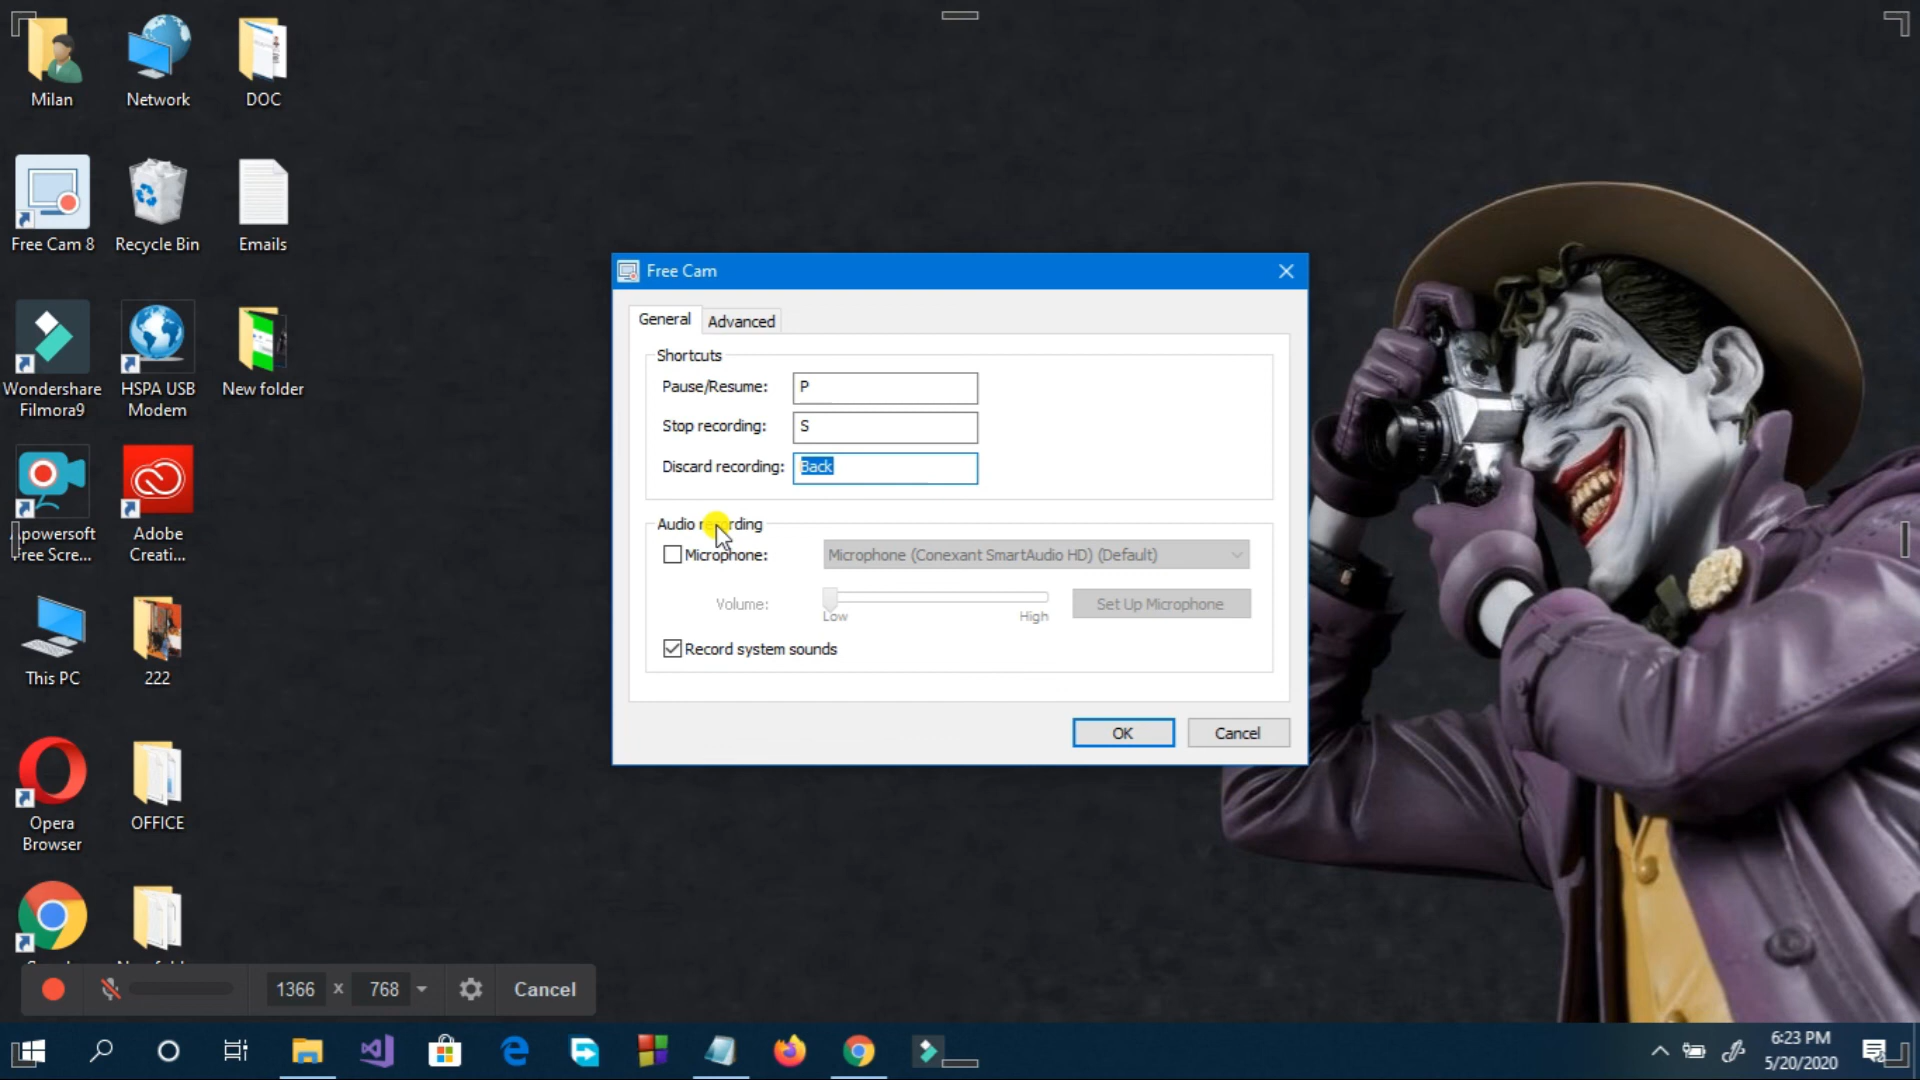 Milan
Network
DOC
Free Cam 8
Recycle Bin
Emails
Wondershare
Filmora9
HSPA USB
Modem
New folder
Apowersoft
Free Scre...
Adobe
Creati...
This PC
222
Opera
Browser
OFFICE
Free Cam
General
Advanced
Shortcuts
Pause/Resume:
P
Stop recording:
S
Discard recording:
Back
Audio recording
Microphone:
Microphone (Conexant SmartAudio HD) (Default)
Volume:
Low
High
Set Up Microphone
Record system sounds
OK
Cancel
1366 x 768
Cancel
6:23 PM
5/20/2020